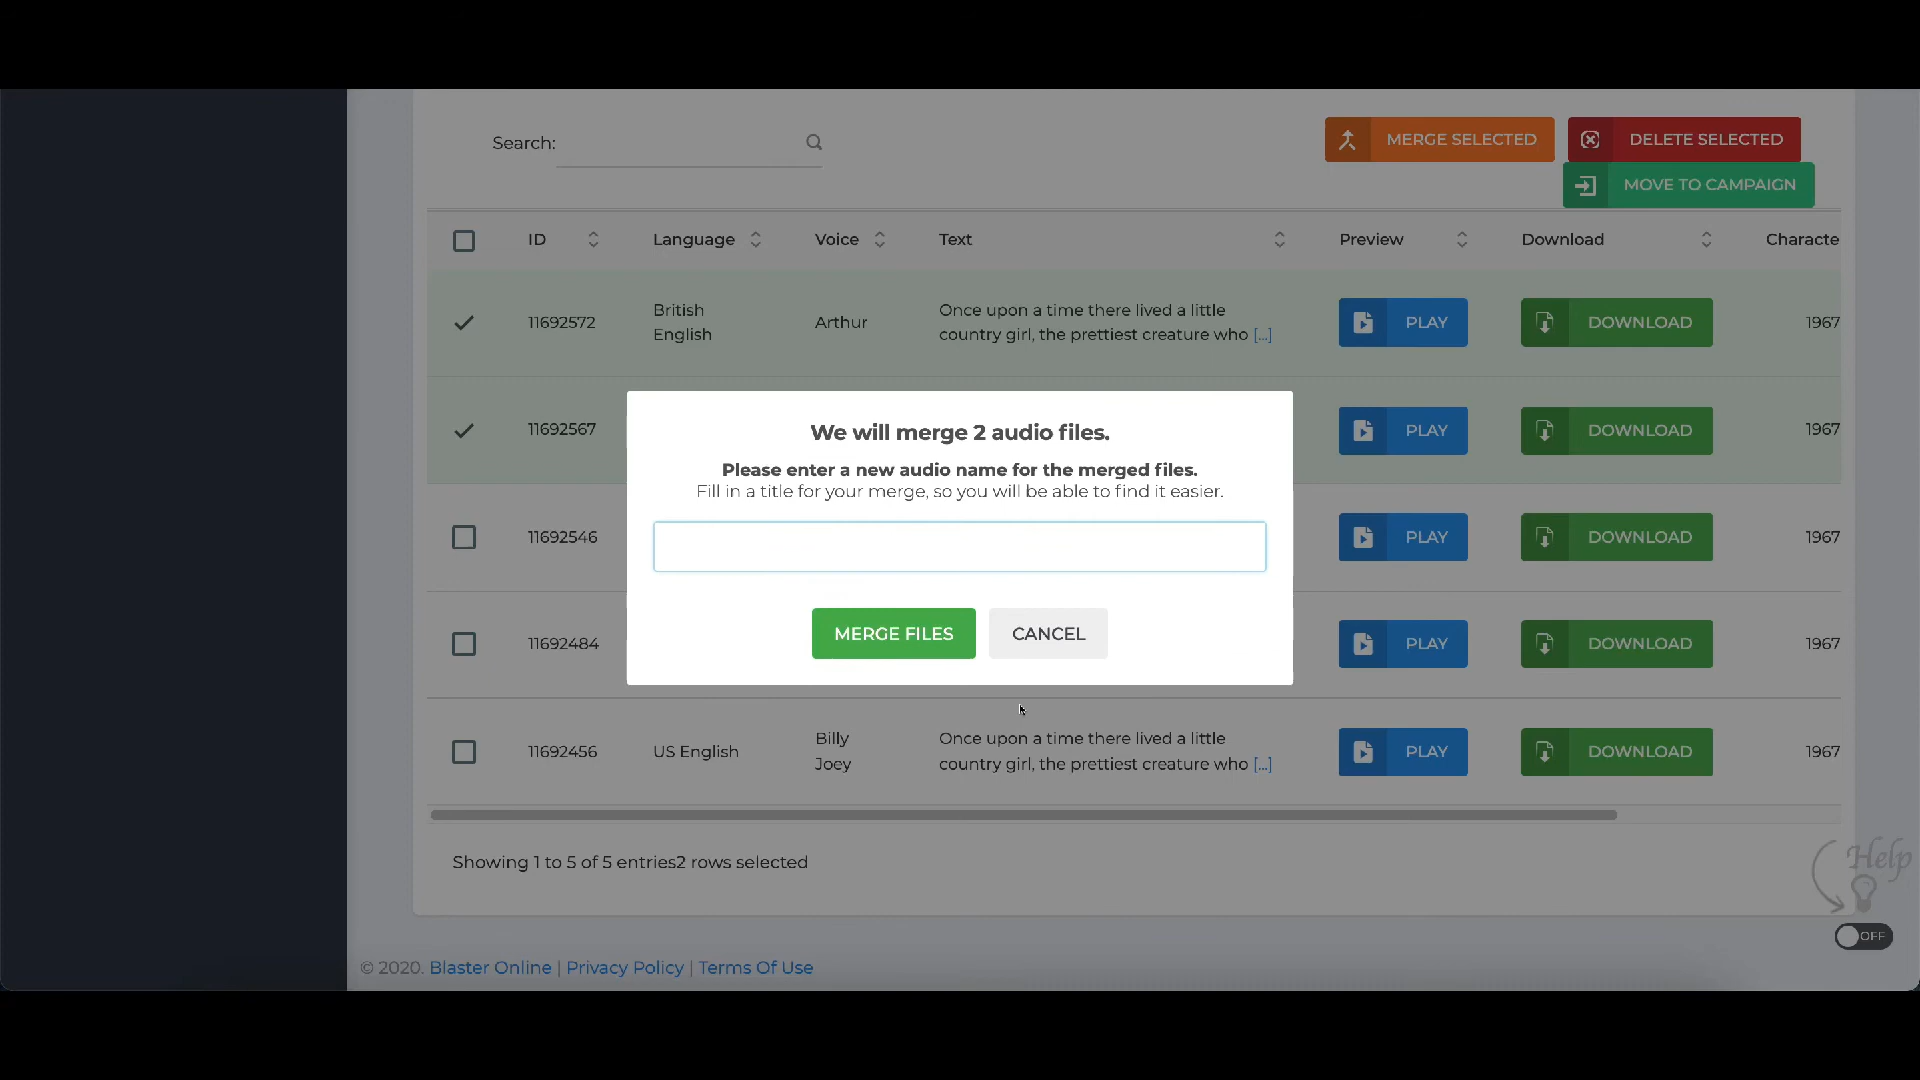 Search:
MERGE SELECTED
DELETE SELECTED
MOVE TO CAMPAIGN
ID Language Voice Text Preview Download Characte
11692572 British English Arthur Once upon a time there lived a little country girl, the prettiest creature who [...] PLAY DOWNLOAD 1967
11692567 PLAY DOWNLOAD 1967
We will merge 2 audio files.
Please enter a new audio name for the merged files.
Fill in a title for your merge, so you will be able to find it easier.
11692546 PLAY DOWNLOAD 1967
MERGE FILES CANCEL
11692484 PLAY DOWNLOAD 1967
11692456 US English Billy Joey Once upon a time there lived a little country girl, the prettiest creature who [...] PLAY DOWNLOAD 1967
Showing 1 to 5 of 5 entries2 rows selected
Help
OFF
© 2020. Blaster Online | Privacy Policy | Terms Of Use